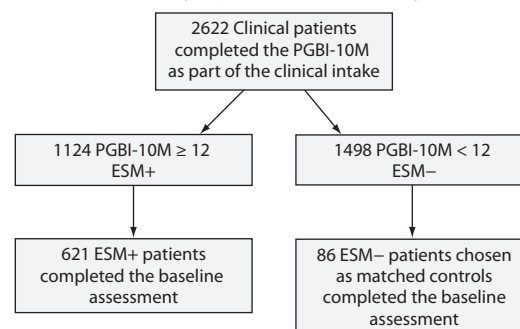 2622 Clinical patients
completed the PGBI-10M
as part of the clinical intake
1124 PGBI-10M ≥ 12
ESM+
1498 PGBI-10M < 12
ESM−
621 ESM+ patients
completed the baseline
assessment
86 ESM− patients chosen
as matched controls
completed the baseline
assessment